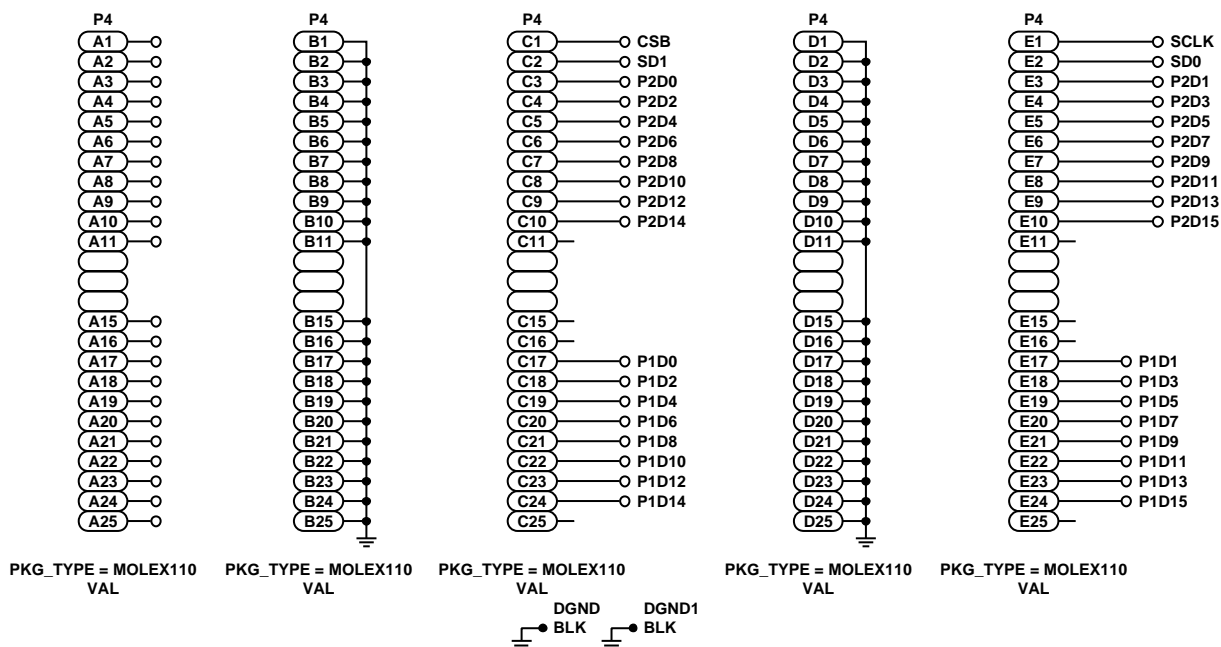 P4 P4 P4 P4 P4
A1 B1 C1 CSB D1 E1 SCLK
A2 B2 C2 SD1 D2 E2 SD0
A3 B3 C3 P2D0 D3 E3 P2D1
A4 B4 C4 P2D2 D4 E4 P2D3
A5 B5 C5 P2D4 D5 E5 P2D5
A6 B6 C6 P2D6 D6 E6 P2D7
A7 B7 C7 P2D8 D7 E7 P2D9
A8 B8 C8 P2D10 D8 E8 P2D11
A9 B9 C9 P2D12 D9 E9 P2D13
A10 B10 C10 P2D14 D10 E10 P2D15
A11 B11 C11 D11 E11
A15 B15 C15 D15 E15
A16 B16 C16 D16 E16
A17 B17 C17 P1D0 D17 E17 P1D1
A18 B18 C18 P1D2 D18 E18 P1D3
A19 B19 C19 P1D4 D19 E19 P1D5
A20 B20 C20 P1D6 D20 E20 P1D7
A21 B21 C21 P1D8 D21 E21 P1D9
A22 B22 C22 P1D10 D22 E22 P1D11
A23 B23 C23 P1D12 D23 E23 P1D13
A24 B24 C24 P1D14 D24 E24 P1D15
A25 B25 C25 D25 E25
PKG_TYPE = MOLEX110 PKG_TYPE = MOLEX110 PKG_TYPE = MOLEX110 PKG_TYPE = MOLEX110 PKG_TYPE = MOLEX110
VAL VAL VAL VAL VAL
DGND DGND1
BLK BLK